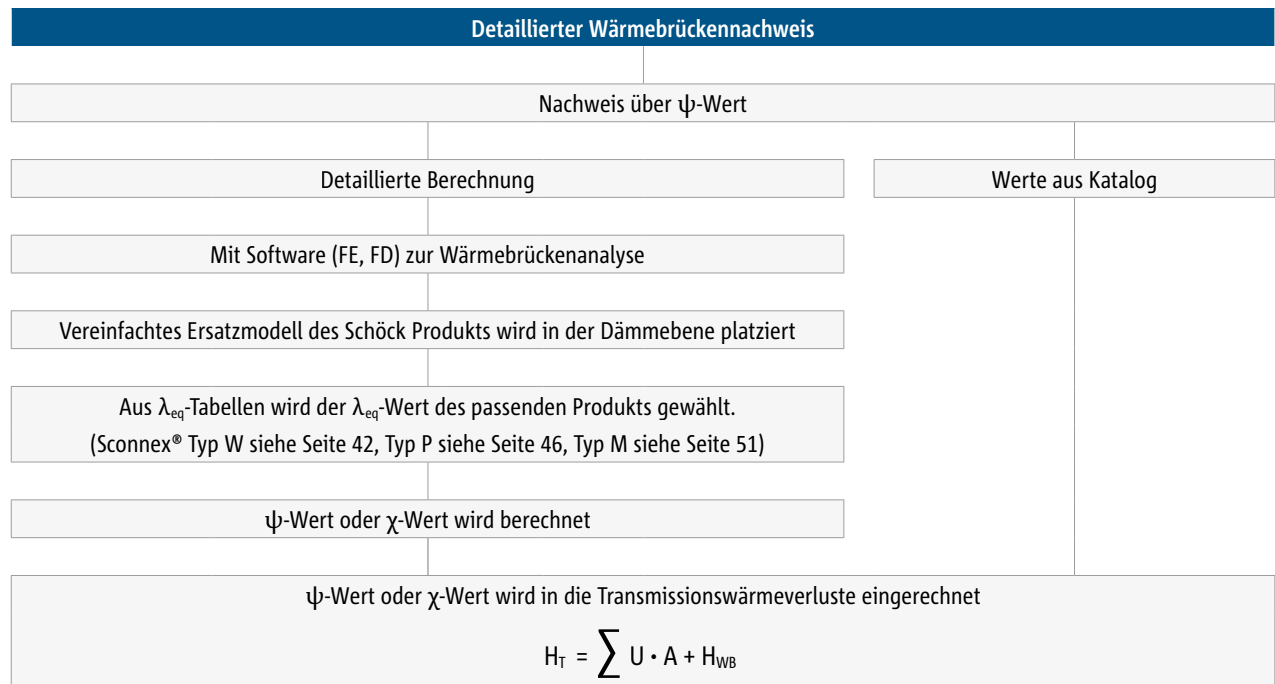 Detaillierter Wärmebrückennachweis
Nachweis über ψ-Wert
Detaillierte Berechnung
Werte aus Katalog
Mit Software (FE, FD) zur Wärmebrückenanalyse
Vereinfachtes Ersatzmodell des Schöck Produkts wird in der Dämmebene platziert
Aus λeq-Tabellen wird der λeq-Wert des passenden Produkts gewählt.
(Sconnex® Typ W siehe Seite 42, Typ P siehe Seite 46, Typ M siehe Seite 51)
ψ-Wert oder χ-Wert wird berechnet
ψ-Wert oder χ-Wert wird in die Transmissionswärmeverluste eingerechnet
HT = ∑ U · A + HWB